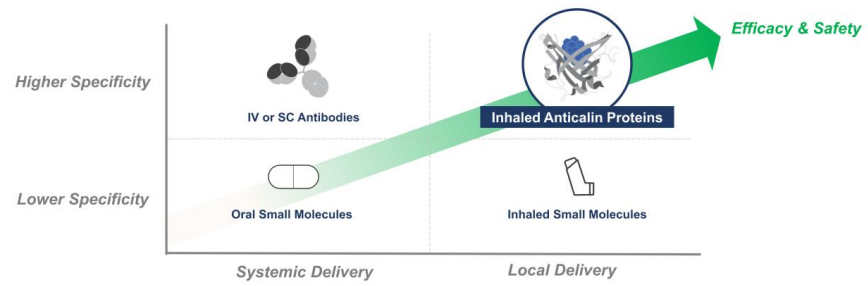 Efficacy & Safety
Higher Specificity
IV or SC Antibodies
Inhaled Anticalin Proteins
Lower Specificity
Oral Small Molecules
Inhaled Small Molecules
Systemic Delivery
Local Delivery